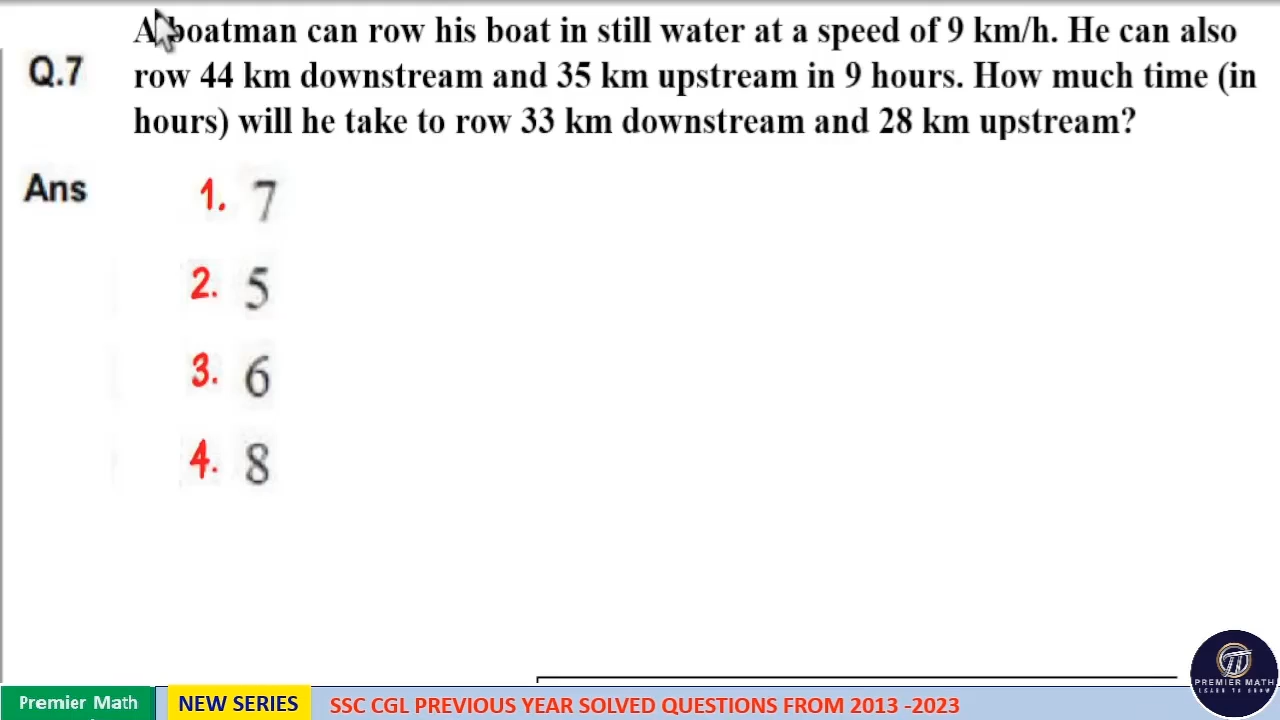 A boatman can row his boat in still water at a speed of 9 km/h. He can also
Q.7
row 44 km downstream and 35 km upstream in 9 hours. How much time (in
hours) will he take to row 33 km downstream and 28 km upstream?
Ans
1. 7
2. 5
3. 6
4. 8
PREMIER MATH
LEARN TO GROW
Premier Math
NEW SERIES
SSC CGL PREVIOUS YEAR SOLVED QUESTIONS FROM 2013 -2023